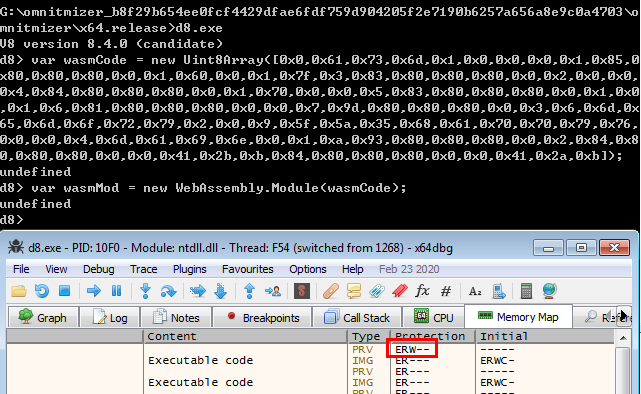 G:\omnitmizer_b8f29b654ee0fcf4429dfae6fdf759d904205f2e7190b6257a656a8e9c0a4703\o
mnitmizer\x64.release>d8.exe
V8 version 8.4.0 (candidate)
d8> var wasmCode = new Uint8Array([0x0,0x61,0x73,0x6d,0x1,0x0,0x0,0x0,0x1,0x85,0
x80,0x80,0x80,0x0,0x1,0x60,0x0,0x1,0x7f,0x3,0x83,0x80,0x80,0x80,0x0,0x2,0x0,0x0,
0x4,0x84,0x80,0x80,0x80,0x0,0x1,0x70,0x0,0x0,0x5,0x83,0x80,0x80,0x80,0x0,0x1,0x0
,0x1,0x6,0x81,0x80,0x80,0x80,0x0,0x7,0x9d,0x80,0x80,0x80,0x0,0x3,0x6,0x6d,0x
65,0x6d,0x6f,0x72,0x79,0x2,0x0,0x9,0x5f,0x5a,0x35,0x68,0x61,0x70,0x70,0x79,0x76,
0x0,0x0,0x4,0x6d,0x61,0x69,0x6e,0x0,0x1,0xa,0x93,0x80,0x80,0x80,0x0,0x2,0x84,0x8
0,0x80,0x80,0x0,0x0,0x41,0x2b,0xb,0x84,0x80,0x80,0x80,0x0,0x0,0x41,0x2a,0xb]);
undefined
d8> var wasmMod = new WebAssembly.Module(wasmCode);
undefined
d8>
d8.exe - PID: 10F0 - Module: ntdll.dll - Thread: F54 (switched from 1268) - x64dbg
File View Debug Trace Plugins Favourites Options Help Feb 23 2020
Graph Log Notes Breakpoints Call Stack CPU Memory Map
Content Type Protection Initial
PRV ERW-- -----
Executable code IMG ER--- ERWC-
PRV ER--- -----
Executable code IMG ER--- ERWC-
PRV ER--- -----